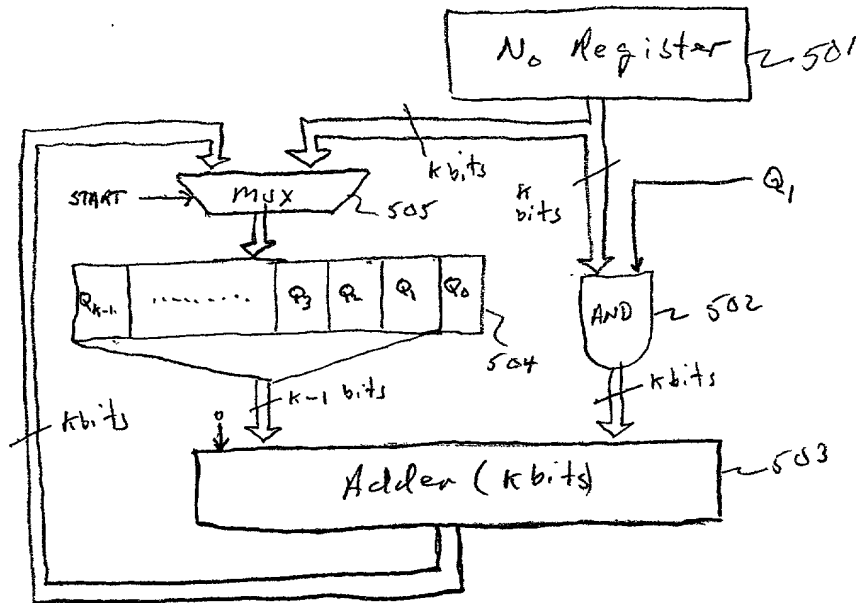 No Register
501
K bits
K bits
Q1
START
MUX
505
Qk-1
.........
Q3
Q2
Q1
Q0
504
AND
502
K-1 bits
K bits
K bits
0
Adder (K bits)
503